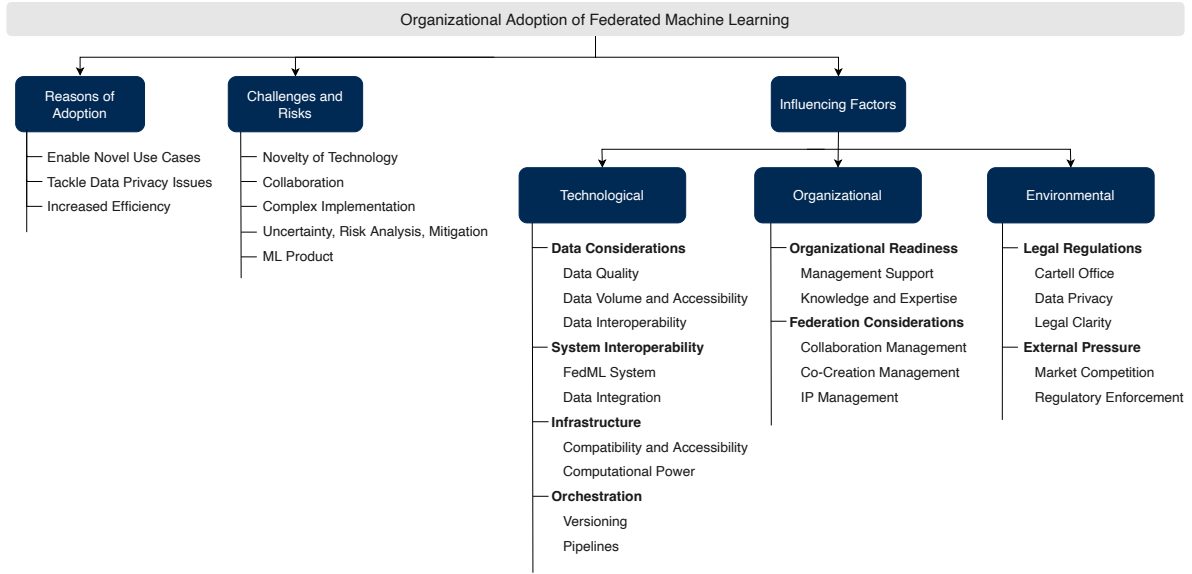 Organizational Adoption of Federated Machine Learning
Reasons of
Adoption
Enable Novel Use Cases
Tackle Data Privacy Issues
Increased Efficiency
Challenges and
Risks
Novelty of Technology
Collaboration
Complex Implementation
Uncertainty, Risk Analysis, Mitigation
ML Product
Influencing Factors
Technological
Data Considerations
Data Quality
Data Volume and Accessibility
Data Interoperability
System Interoperability
FedML System
Data Integration
Infrastructure
Compatibility and Accessibility
Computational Power
Orchestration
Versioning
Pipelines
Organizational
Organizational Readiness
Management Support
Knowledge and Expertise
Federation Considerations
Collaboration Management
Co-Creation Management
IP Management
Environmental
Legal Regulations
Cartell Office
Data Privacy
Legal Clarity
External Pressure
Market Competition
Regulatory Enforcement